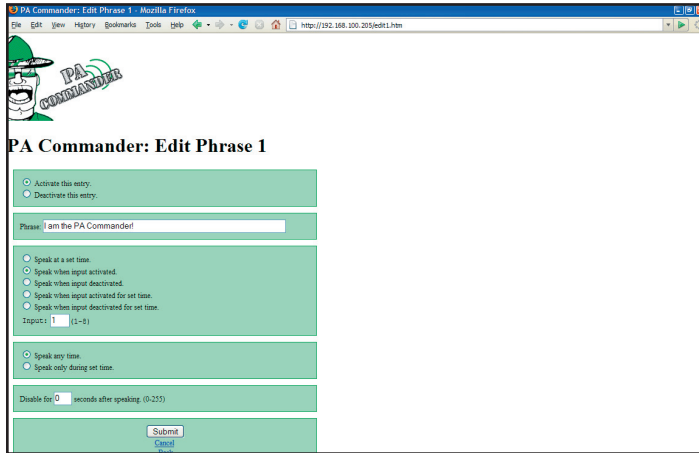 PA Commander: Edit Phrase 1 - Mozilla Firefox
File Edit View History Bookmarks Tools Help http://192.168.100.205/edit1.htm
PA
COMMANDER
PA Commander: Edit Phrase 1
Activate this entry.
Deactivate this entry.
Phrase: I am the PA Commander!
Speak at a set time.
Speak when input activated.
Speak when input deactivated.
Speak when input activated for set time.
Speak when input deactivated for set time.
Input: 1 (1-8)
Speak any time.
Speak only during set time.
Disable for 0 seconds after speaking. (0-255)
Submit
Cancel